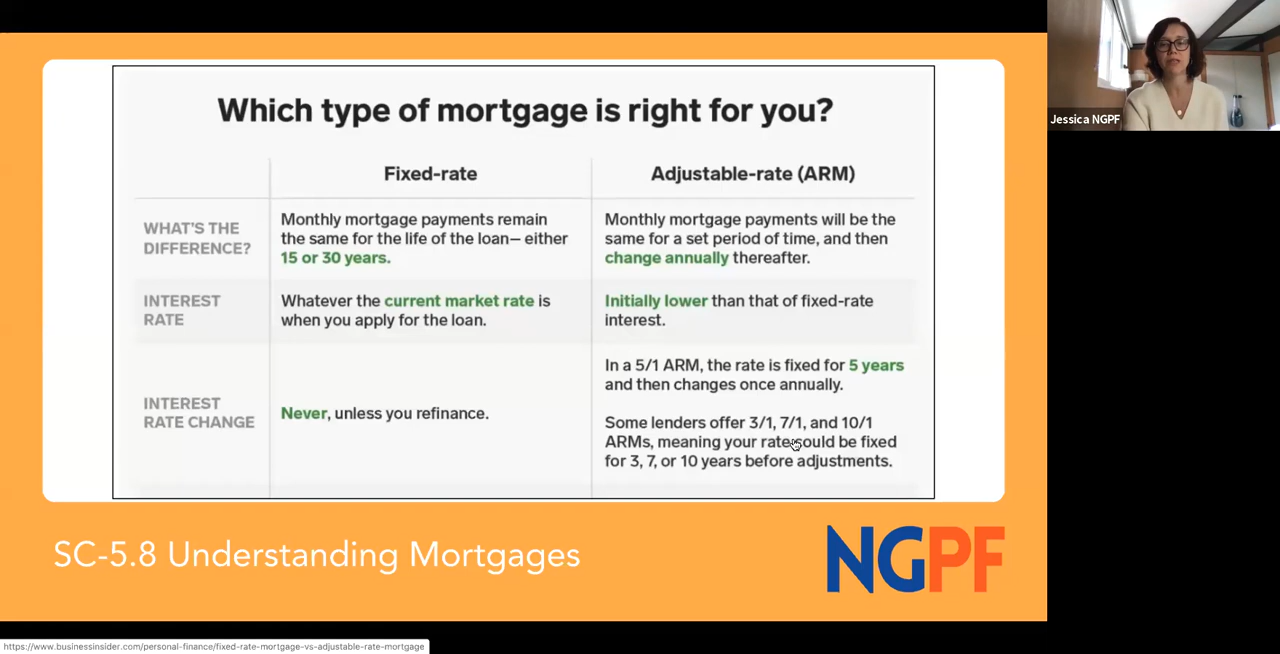 Which type of mortgage is right for you?
Fixed-rate
Adjustable-rate (ARM)
WHAT'S THE
DIFFERENCE?
Monthly mortgage payments remain
the same for the life of the loan— either
15 or 30 years.
Monthly mortgage payments will be the
same for a set period of time, and then
change annually thereafter.
INTEREST
RATE
Whatever the current market rate is
when you apply for the loan.
Initially lower than that of fixed-rate
interest.
INTEREST
RATE CHANGE
Never, unless you refinance.
In a 5/1 ARM, the rate is fixed for 5 years
and then changes once annually.
Some lenders offer 3/1, 7/1, and 10/1
ARMs, meaning your rate could be fixed
for 3, 7, or 10 years before adjustments.
SC-5.8 Understanding Mortgages
NGPF
Jessica NGPF
https://www.businessinsider.com/personal-finance/fixed-rate-mortgage-vs-adjustable-rate-mortgage